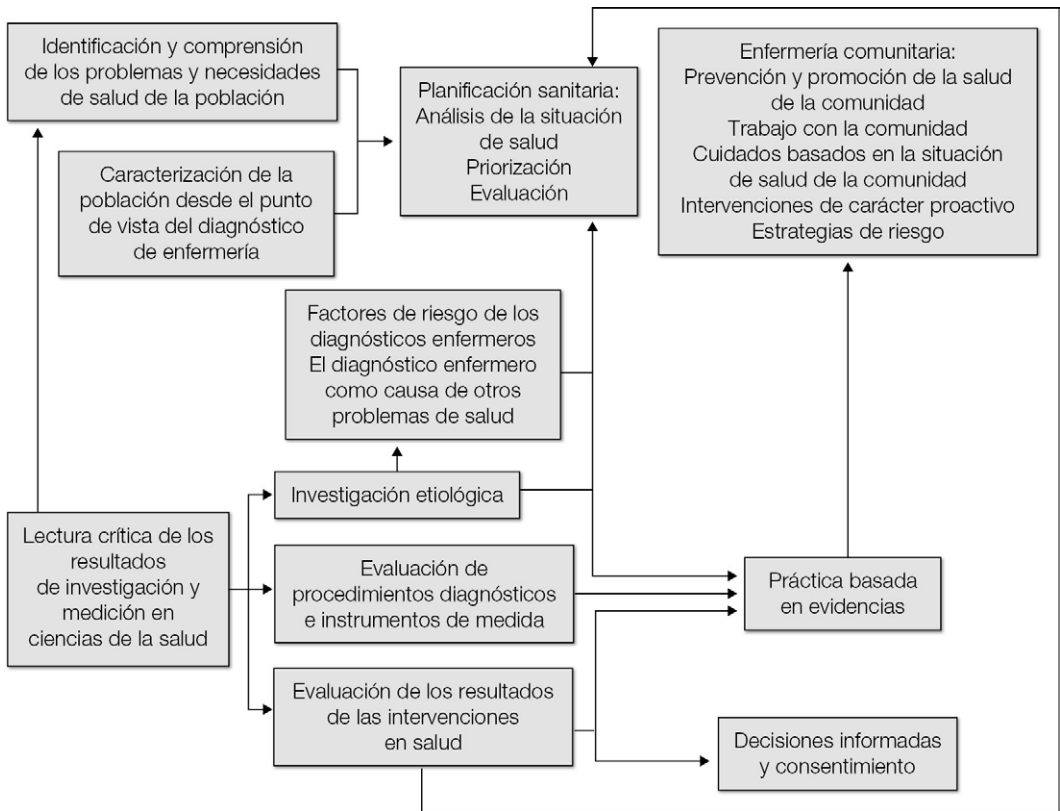 Identificación y comprensión
de los problemas y necesidades
de salud de la población
Planificación sanitaria:
Análisis de la situación
de salud
Priorización
Evaluación
Enfermería comunitaria:
Prevención y promoción de la salud
de la comunidad
Trabajo con la comunidad
Cuidados basados en la situación
de salud de la comunidad
Intervenciones de carácter proactivo
Estrategias de riesgo
Caracterización de la
población desde el punto
de vista del diagnóstico
de enfermería
Factores de riesgo de los
diagnósticos enfermeros
El diagnóstico enfermero
como causa de otros
problemas de salud
Investigación etiológica
Lectura crítica de los
resultados
de investigación y
medición en
ciencias de la salud
Evaluación de
procedimientos diagnósticos
e instrumentos de medida
Práctica basada
en evidencias
Evaluación de los resultados
de las intervenciones
en salud
Decisiones informadas
y consentimiento